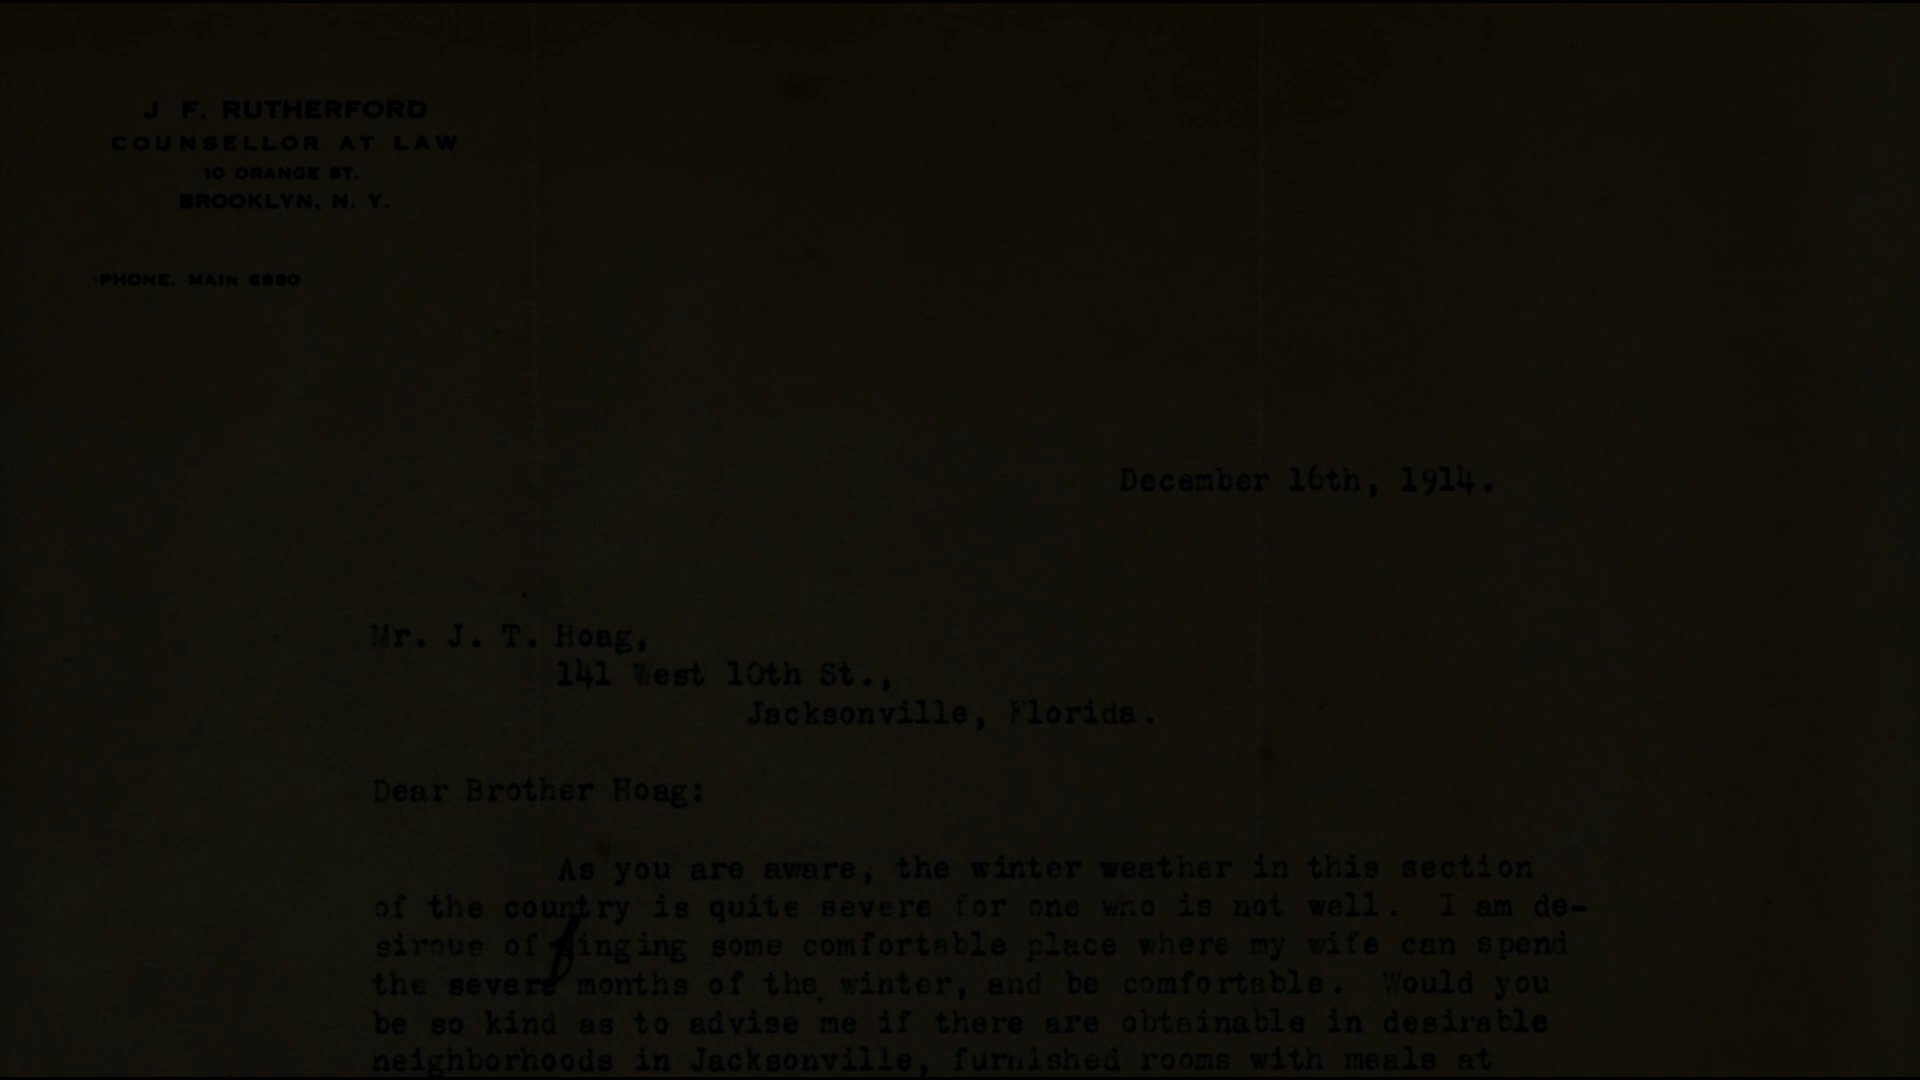 J F. RUTHERFORD
COUNSELLOR AT LAW
10 ORANGE ST.
BROOKLYN, N. Y.
PHONE, MAIN 6980
December 16th, 1914.
Mr. J. T. Hoag,
141 West 10th St.,
Jacksonville, Florida.
Dear Brother Hoag:
As you are aware, the winter weather in this section
of the country is quite severe for one who is not well. I am de-
sirous of finging some comfortable place where my wife can spend
the severe months of the winter, and be comfortable. Would you
be so kind as to advise me if there are obtainable in desirable
neighborhoods in Jacksonville, furnished rooms with meals at